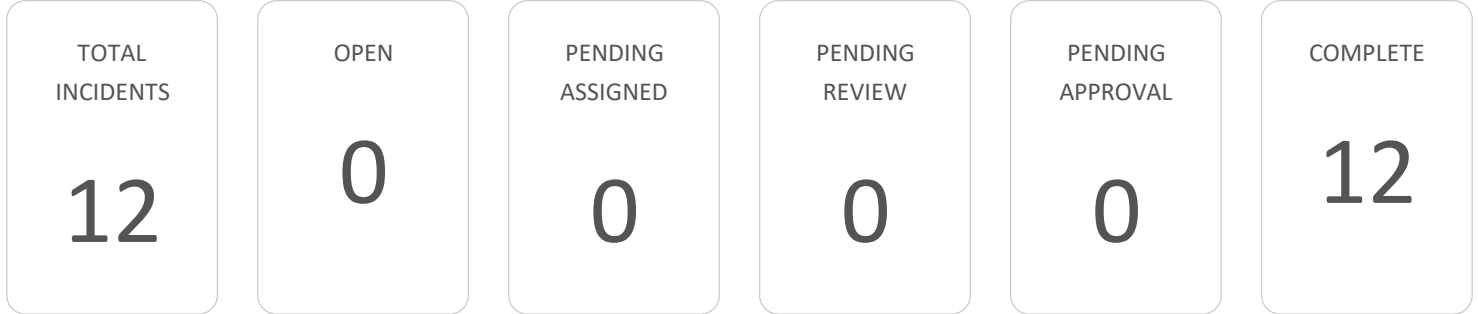 TOTAL
INCIDENTS
12
OPEN
0
PENDING
ASSIGNED
0
PENDING
REVIEW
0
PENDING
APPROVAL
0
COMPLETE
12